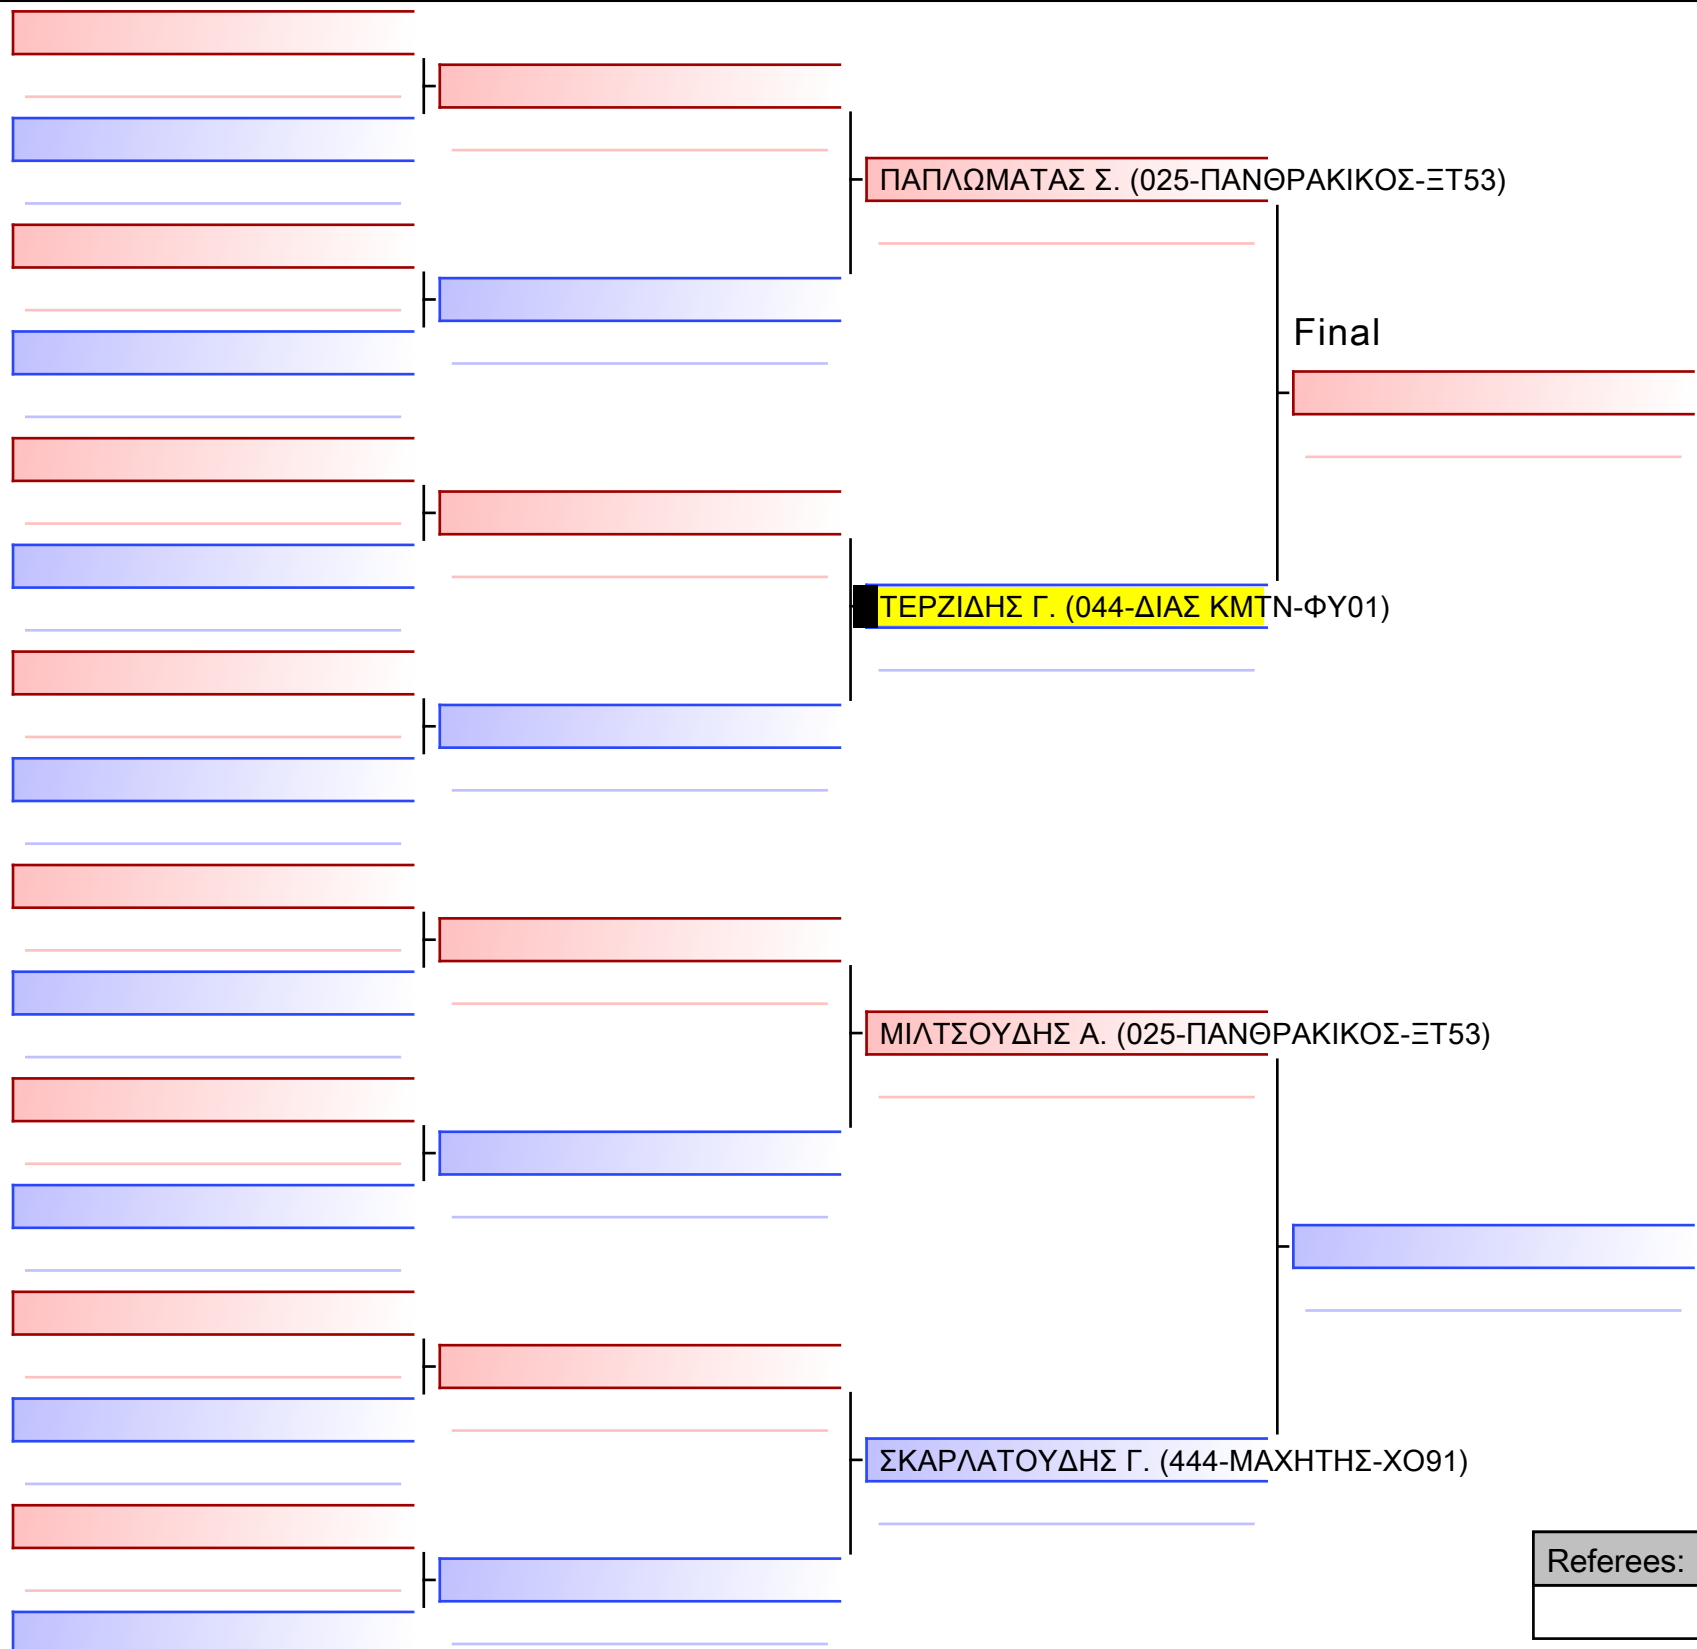 ΠΑΠΛΩΜΑΤΑΣ Σ. (025-ΠΑΝΘΡΑΚΙΚΟΣ-ΞΤ53)
Final
ΤΕΡΖΙΔΗΣ Γ. (044-ΔΙΑΣ ΚΜΤΝ-ΦΥ01)
ΜΙΛΤΣΟΥΔΗΣ Α. (025-ΠΑΝΘΡΑΚΙΚΟΣ-ΞΤ53)
ΣΚΑΡΛΑΤΟΥΔΗΣ Γ. (444-ΜΑΧΗΤΗΣ-ΧΟ91)
Referees: